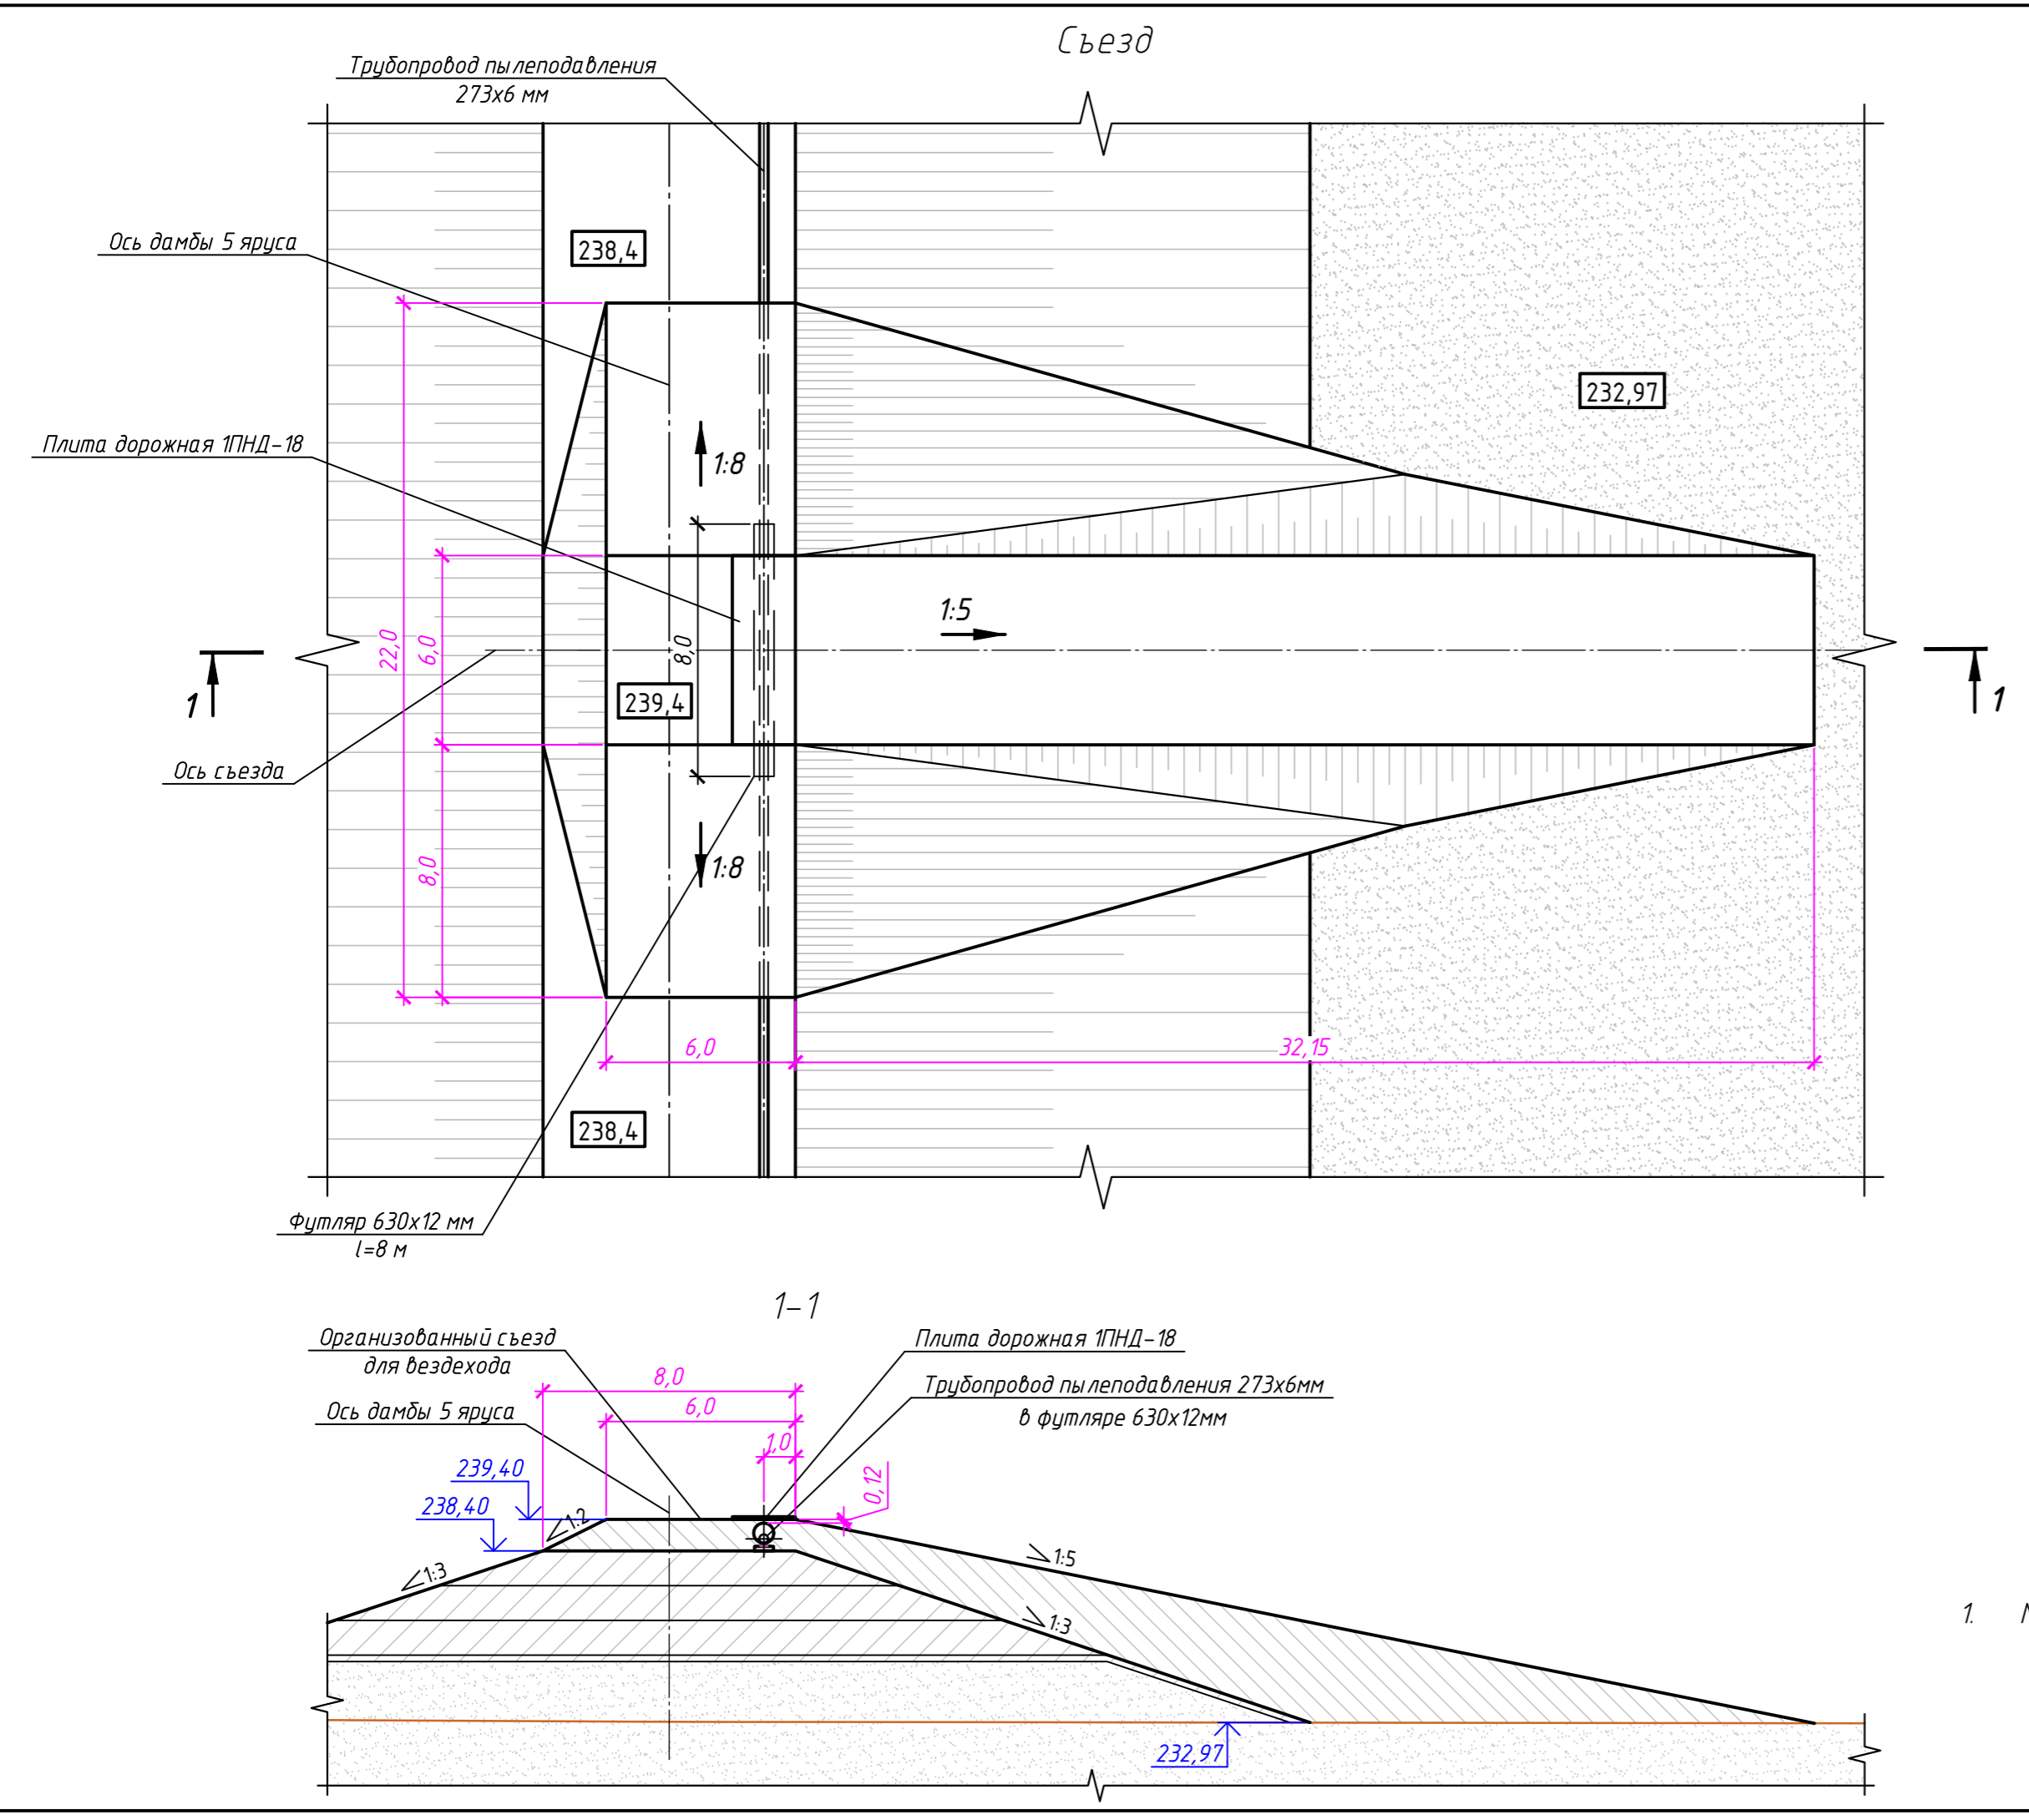 Съезд
Трубопровод пылеподавления
273х6 мм
Ось дамбы 5 яруса
238,4
232,97
Плита дорожная 1ПНД-18
1:8
1:5
22,0
6,0
8,0
239,4
1
1
Ось съезда
8,0
1:8
6,0
32,15
238,4
Футляр 630х12 мм
l=8 м
1-1
Организованный съезд
для вездехода
Плита дорожная 1ПНД-18
8,0
Трубопровод пылеподавления 273х6мм
в футляре 630х12мм
6,0
Ось дамбы 5 яруса
1,0
239,40
0,12
238,40
1:2
1:3
1:5
1:3
1.
232,97